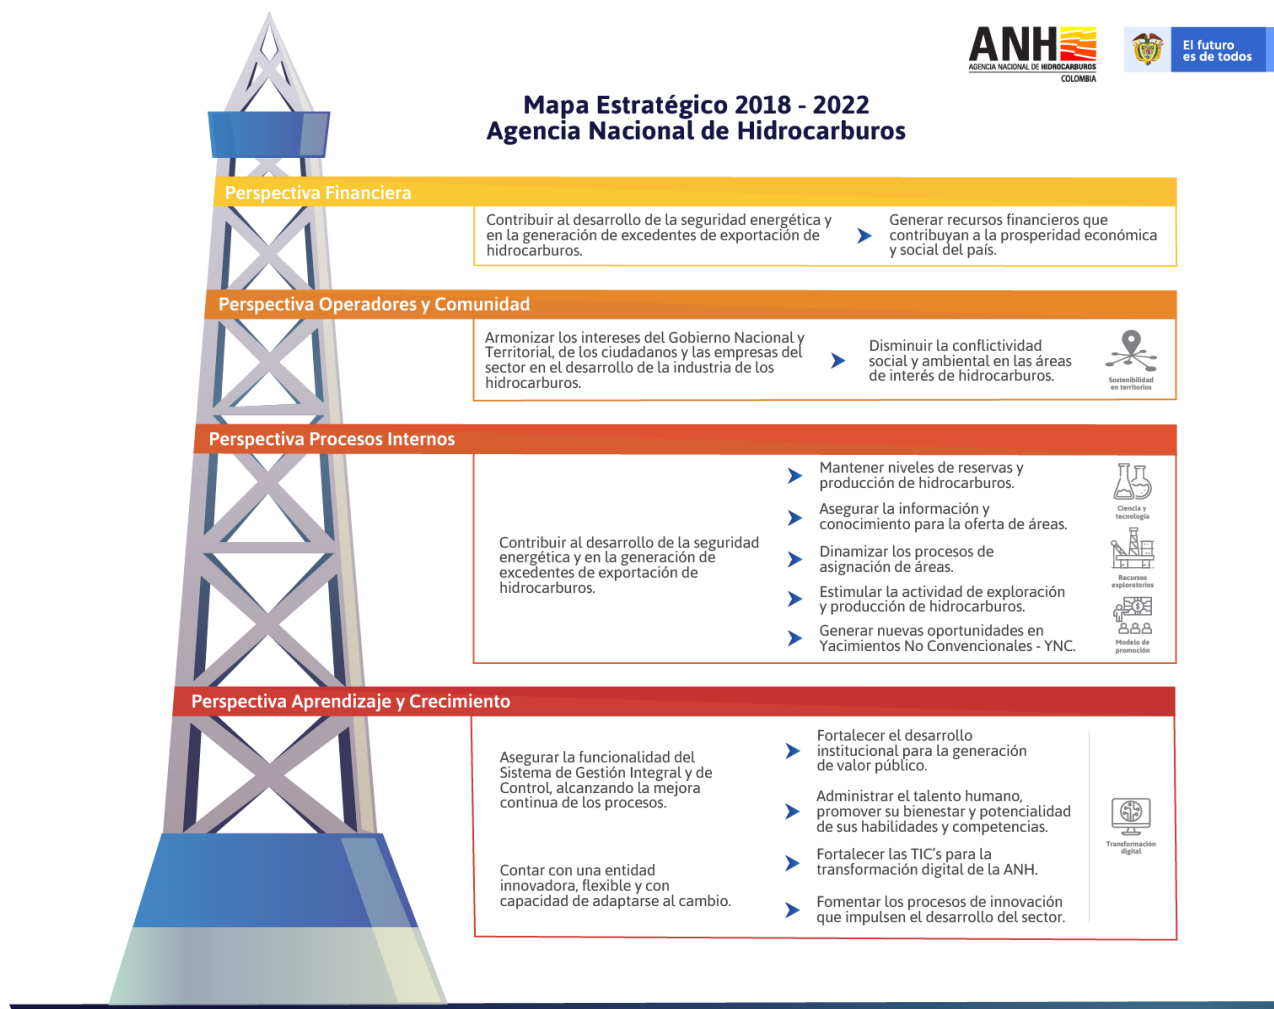 ANH
AGENCIA NACIONAL DE HIDROCARBUROS
COLOMBIA
El futuro
es de todos
Mapa Estratégico 2018 - 2022
Agencia Nacional de Hidrocarburos
Perspectiva Financiera
Contribuir al desarrollo de la seguridad energética y
en la generación de excedentes de exportación de
hidrocarburos.
Generar recursos financieros que
contribuyan a la prosperidad económica
y social del país.
Perspectiva Operadores y Comunidad
Armonizar los intereses del Gobierno Nacional y
Territorial, de los ciudadanos y las empresas del
sector en el desarrollo de la industria de los
hidrocarburos.
Disminuir la conflictividad
social y ambiental en las áreas
de interés de hidrocarburos.
Sostenibilidad
en territorios
Perspectiva Procesos Internos
Contribuir al desarrollo de la seguridad
energética y en la generación de
excedentes de exportación de
hidrocarburos.
Mantener niveles de reservas y
producción de hidrocarburos.
Asegurar la información y
conocimiento para la oferta de áreas.
Dinamizar los procesos de
asignación de áreas.
Estimular la actividad de exploración
y producción de hidrocarburos.
Generar nuevas oportunidades en
Yacimientos No Convencionales - YNC.
Ciencia y
tecnología
Recursos
exploratorios
Modelo de
promoción
Perspectiva Aprendizaje y Crecimiento
Asegurar la funcionalidad del
Sistema de Gestión Integral y de
Control, alcanzando la mejora
continua de los procesos.
Contar con una entidad
innovadora, flexible y con
capacidad de adaptarse al cambio.
Fortalecer el desarrollo
institucional para la generación
de valor público.
Administrar el talento humano,
promover su bienestar y potencialidad
de sus habilidades y competencias.
Fortalecer las TIC's para la
transformación digital de la ANH.
Fomentar los procesos de innovación
que impulsen el desarrollo del sector.
Transformación
digital